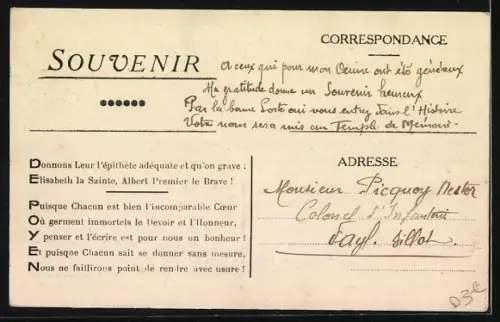 CORRESPONDANCE
SOUVENIR
A ceux qui pour mon Oeuvre ont été généreux
Ma gratitude donne un Souvenir heureux
Par la bonne Porte oui vous entrez dans l'Histoire
Votre nom sera mis au Temple de Mémoire.
Donnons Leur l'épithète adéquate et qu'on grave :
Elisabeth la Sainte, Albert Premier le Brave !
Puisque Chacun est bien l'incomparable Cœur
Où germent immortels le Devoir et l'Honneur,
Y penser et l'écrire est pour nous un bonheur !
Et puisque Chacun sait se donner sans mesure,
Nous ne faillirons point de rendre avec usure !
ADRESSE
Monsieur Picquoy Nestor
Colonel d'Infanterie
Fayl-Billot